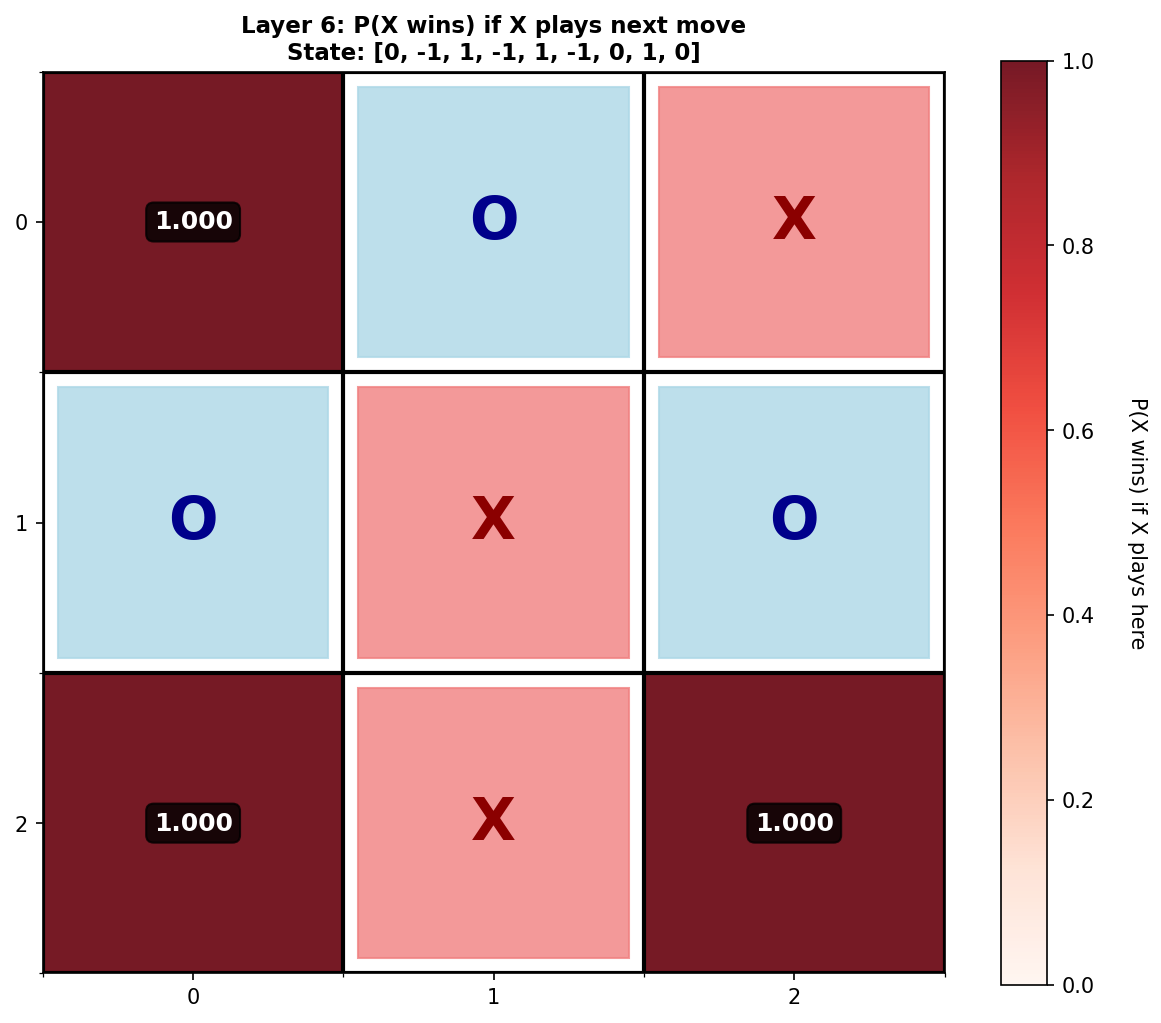 Layer 6: P(X wins) if X plays next move
State: [0, -1, 1, -1, 1, -1, 0, 1, 0]
0
1.000
O
X
1
O
X
O
2
1.000
X
1.000
0
1
2
1.0
0.8
0.6
0.4
0.2
0.0
P(X wins) if X plays here